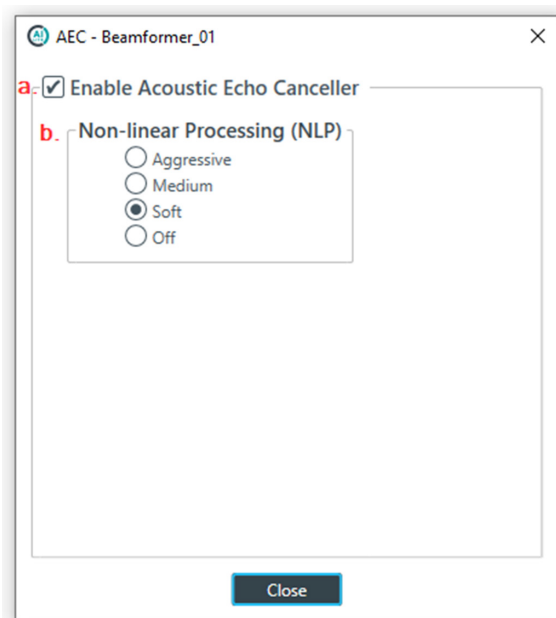 AEC - Beamformer_01
a. Enable Acoustic Echo Canceller
b. Non-linear Processing (NLP)
Aggressive
Medium
Soft
Off
Close